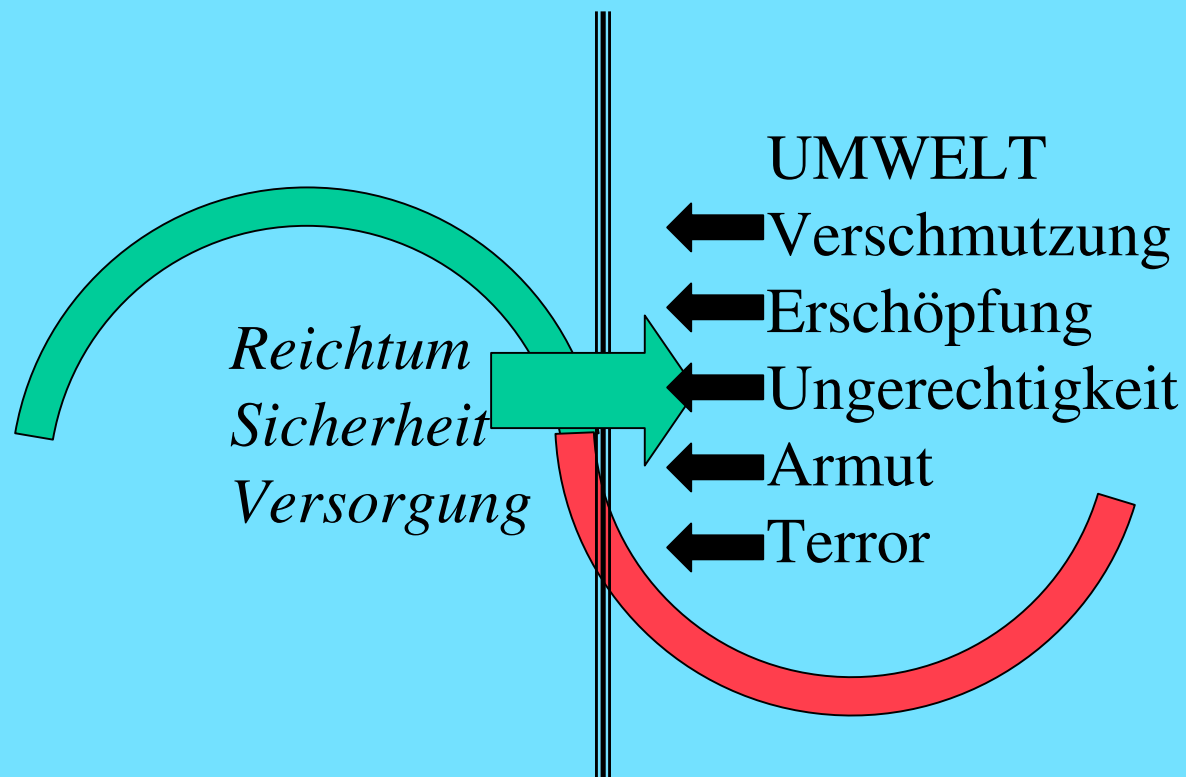 Reichtum
Sicherheit
Versorgung
UMWELT
Verschmutzung
Erschöpfung
Ungerechtigkeit
Armut
Terror